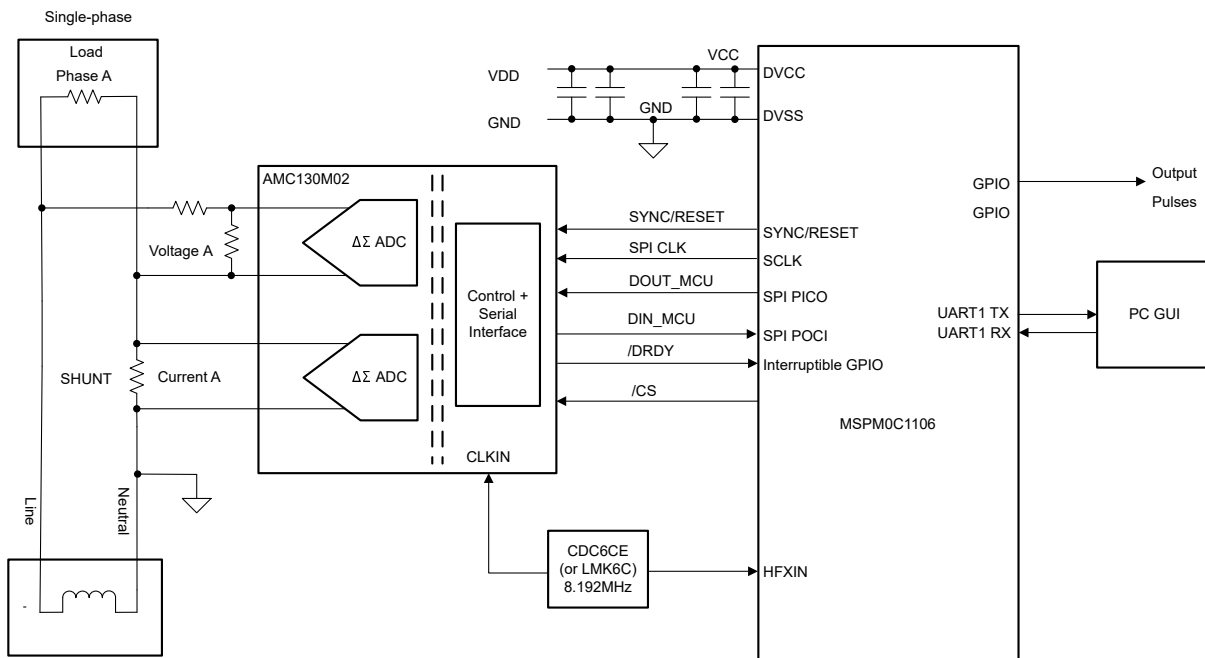 Single-phase
Load
Phase A
VDD
VCC
DVCC
GND
GND
DVSS
AMC130M02
GPIO
Output
GPIO
Pulses
ΔΣ ADC
Voltage A
SYNC/RESET
SYNC/RESET
SPI CLK
SCLK
Control +
Serial
Interface
DOUT_MCU
SPI PICO
DIN_MCU
SPI POCI
UART1 TX
UART1 RX
PC GUI
/DRDY
Interruptible GPIO
SHUNT
Current A
ΔΣ ADC
/CS
MSPM0C1106
CLKIN
Line
Neutral
CDC6CE
(or LMK6C)
8.192MHz
HFXIN
-